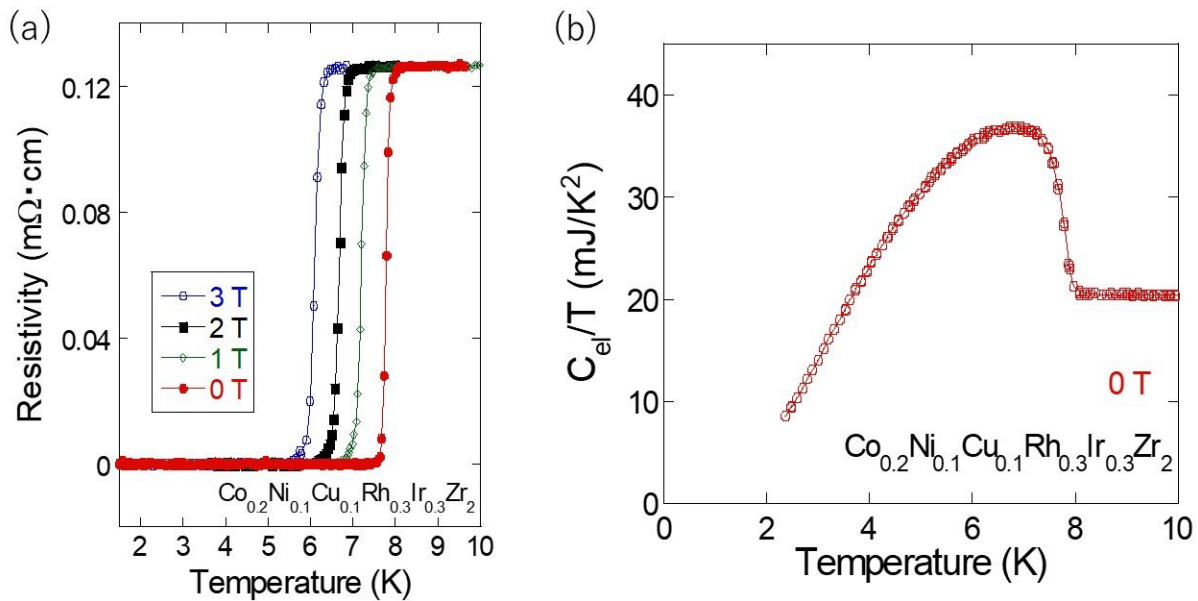 (a)
Resistivity (mΩ·cm)
0.12
0.08
0.04
0
3 T
2 T
1 T
0 T
Co0.2Ni0.1Cu0.1Rh0.3Ir0.3Zr2
2 3 4 5 6 7 8 9 10
Temperature (K)
(b)
Cel/T (mJ/K²)
40
30
20
10
0
0 T
Co0.2Ni0.1Cu0.1Rh0.3Ir0.3Zr2
0 2 4 6 8 10
Temperature (K)